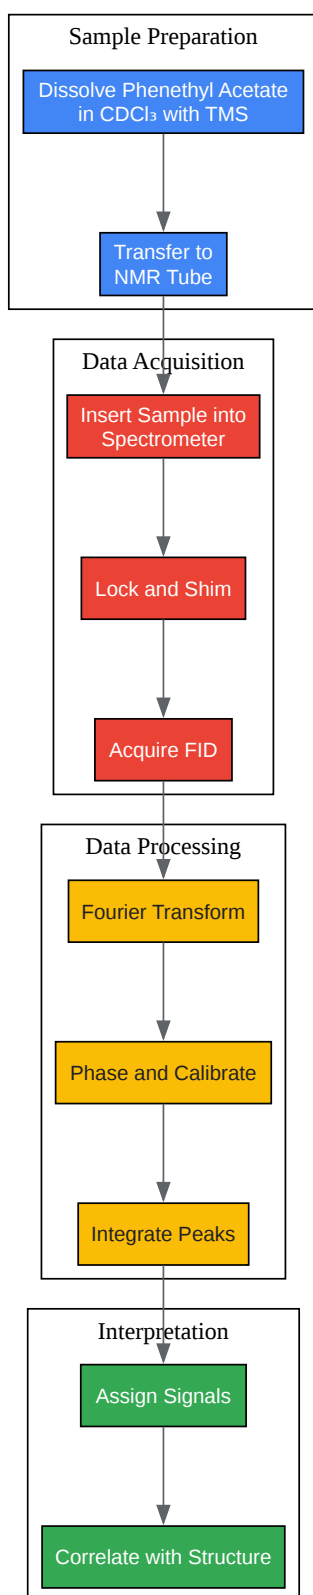 Sample Preparation
Dissolve Phenethyl Acetate
in CDCl₃ with TMS
Transfer to
NMR Tube
Data Acquisition
Insert Sample into
Spectrometer
Lock and Shim
Acquire FID
Data Processing
Fourier Transform
Phase and Calibrate
Integrate Peaks
Interpretation
Assign Signals
Correlate with Structure